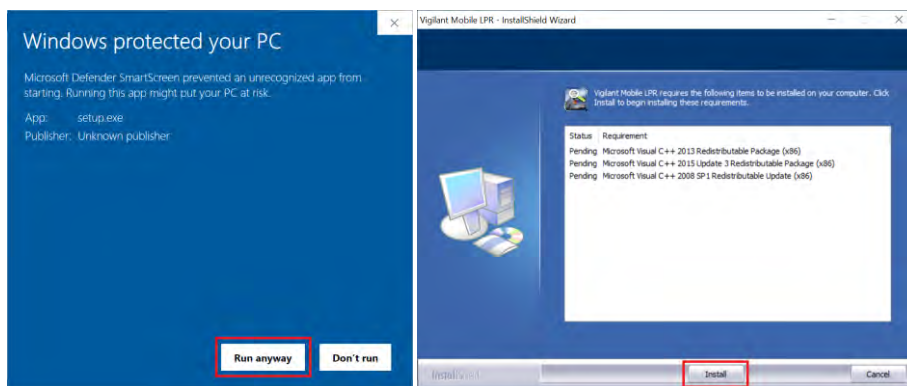 Windows protected your PC
Microsoft Defender SmartScreen prevented an unrecognized app from
starting. Running this app might put your PC at risk.
App: setup.exe
Publisher: Unknown publisher
Run anyway Don't run
Vigilant Mobile LPR - InstallShield Wizard
Vigilant Mobile LPR requires the following items to be installed on your computer. Click
Install to begin installing these requirements.
Status Requirement
Pending Microsoft Visual C++ 2013 Redistributable Package (x86)
Pending Microsoft Visual C++ 2015 Update 3 Redistributable Package (x86)
Pending Microsoft Visual C++ 2008 SP1 Redistributable Update (x86)
Install Cancel